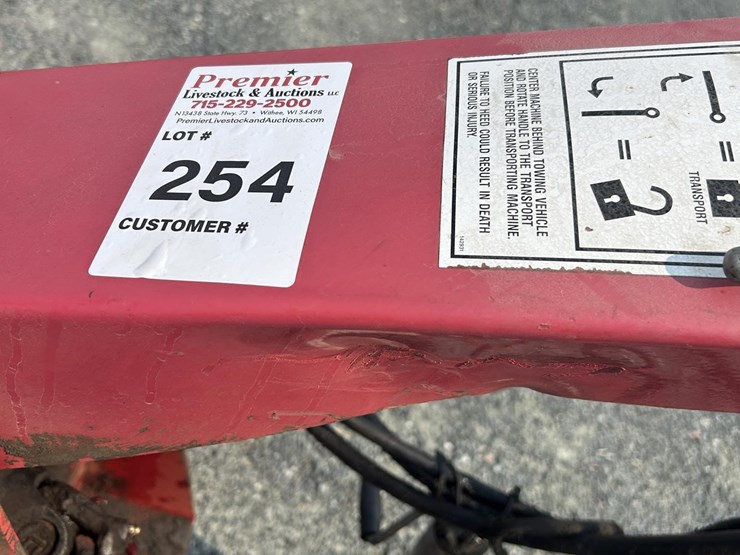 Premier
Livestock & Auctions LLC
715-229-2500
N13438 State Hwy. 73 • Withee, WI 54498
PremierLivestockandAuctions.com
LOT #
254
CUSTOMER #
CENTER MACHINE BEHIND TOWING VEHICLE
AND ROTATE HANDLE TO THE TRANSPORT
POSITION BEFORE TRANSPORTING MACHINE.
FAILURE TO HEED COULD RESULT IN DEATH
OR SERIOUS INJURY.
=
=
TRANSPORT